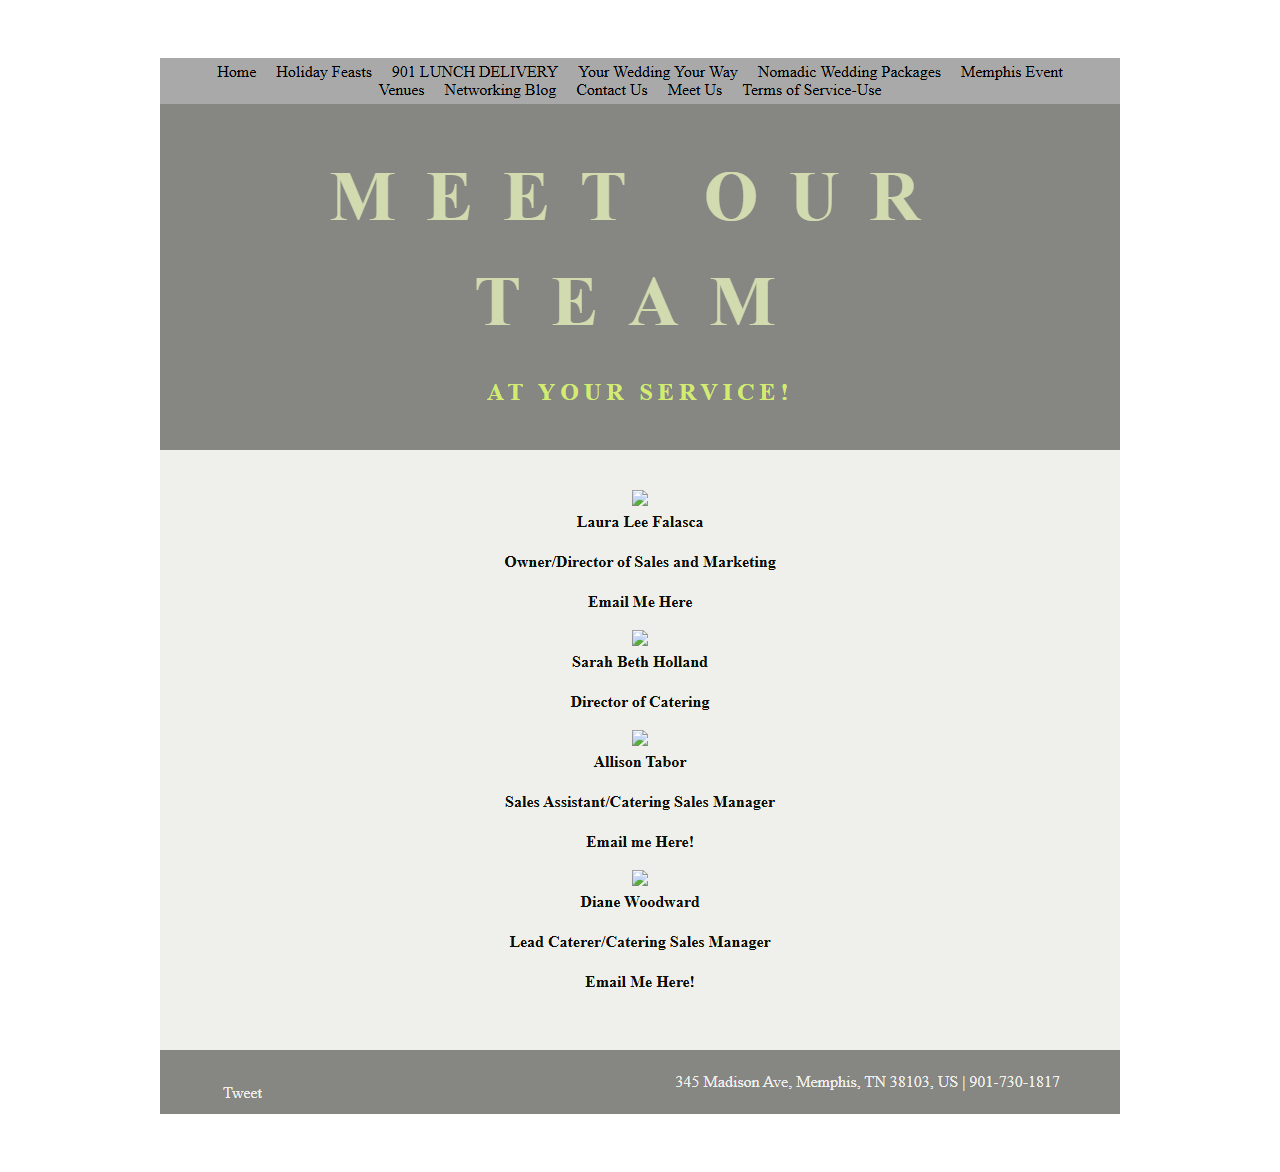 Home Holiday Feasts 901 LUNCH DELIVERY Your Wedding Your Way Nomadic Wedding Packages Memphis Event
Venues Networking Blog Contact Us Meet Us Terms of Service-Use
MEET OUR
TEAM
AT YOUR SERVICE!
Laura Lee Falasca
Owner/Director of Sales and Marketing
Email Me Here
Sarah Beth Holland
Director of Catering
Allison Tabor
Sales Assistant/Catering Sales Manager
Email me Here!
Diane Woodward
Lead Caterer/Catering Sales Manager
Email Me Here!
345 Madison Ave, Memphis, TN 38103, US | 901-730-1817
Tweet